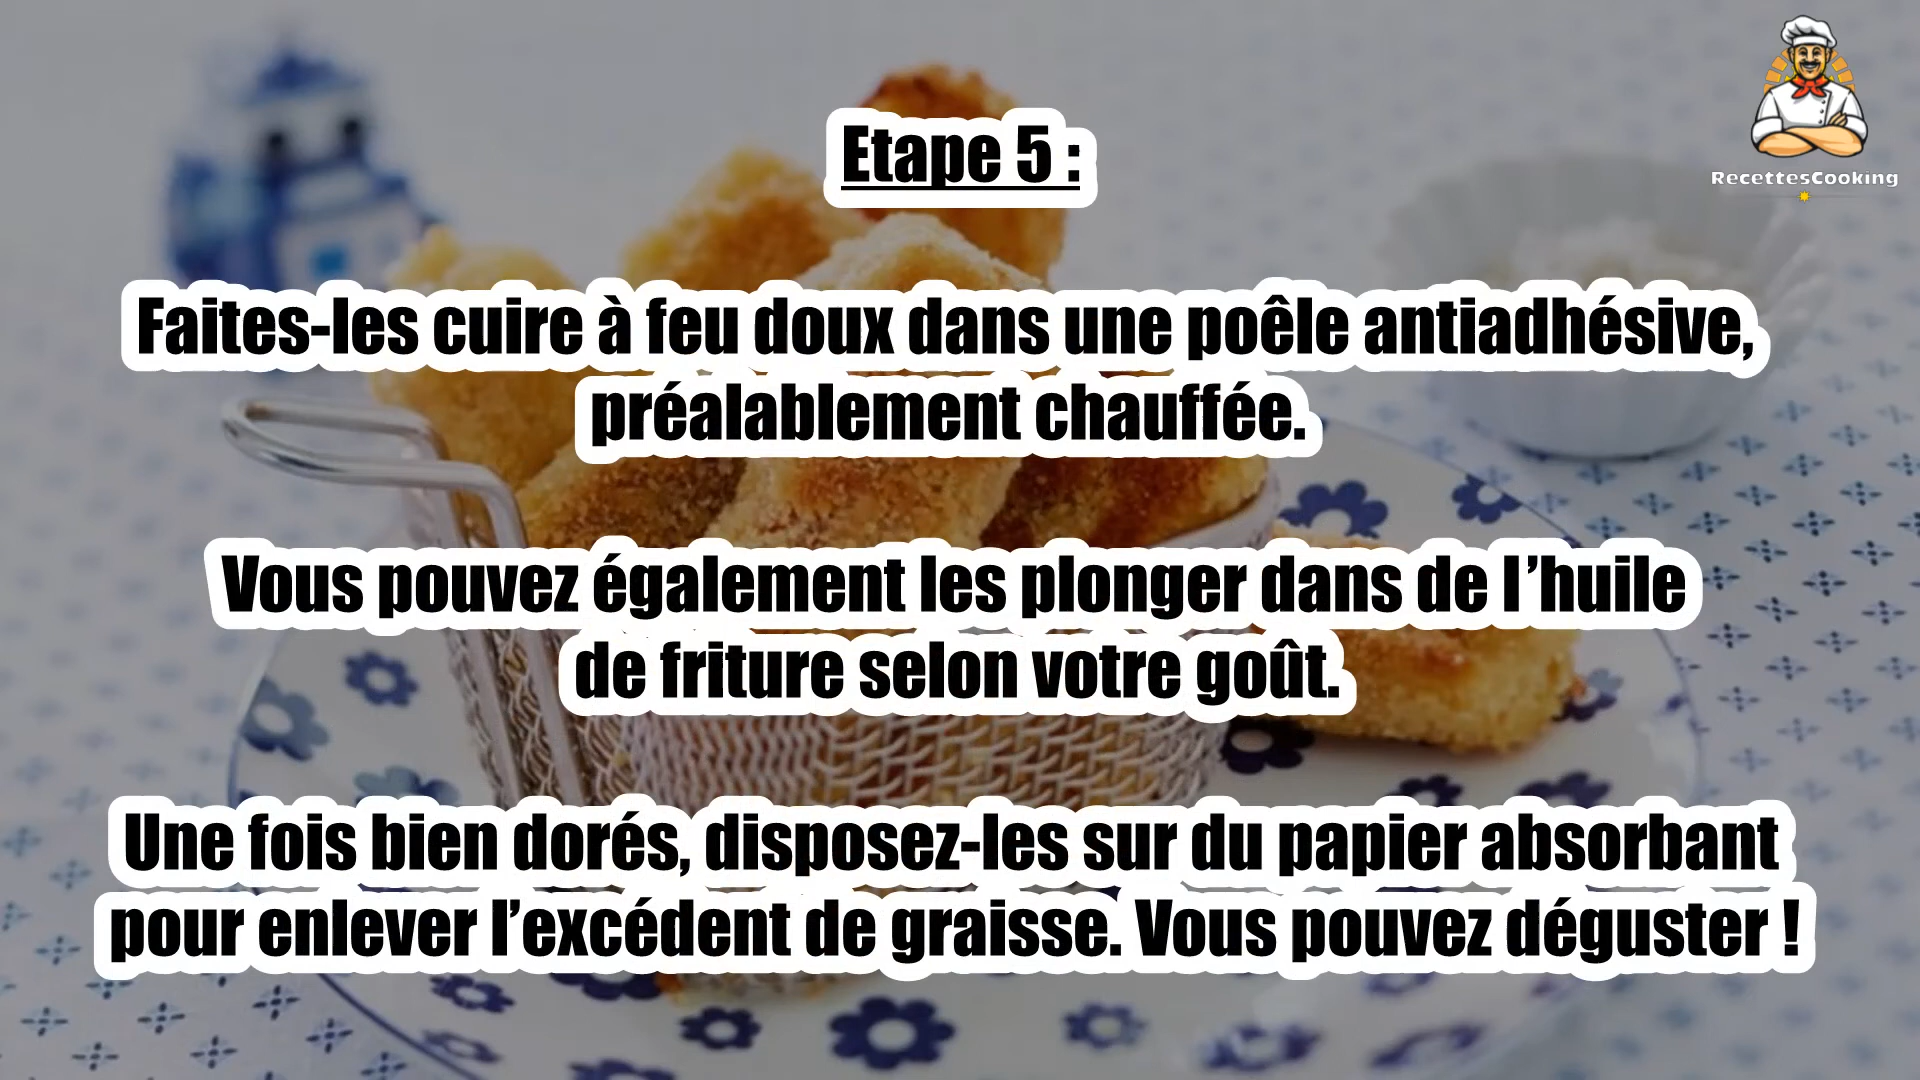 RecettesCooking
Etape 5 :
Faites-les cuire à feu doux dans une poêle antiadhésive,
préalablement chauffée.
Vous pouvez également les plonger dans de l’huile
de friture selon votre goût.
Une fois bien dorés, disposez-les sur du papier absorbant
pour enlever l’excédent de graisse. Vous pouvez déguster !